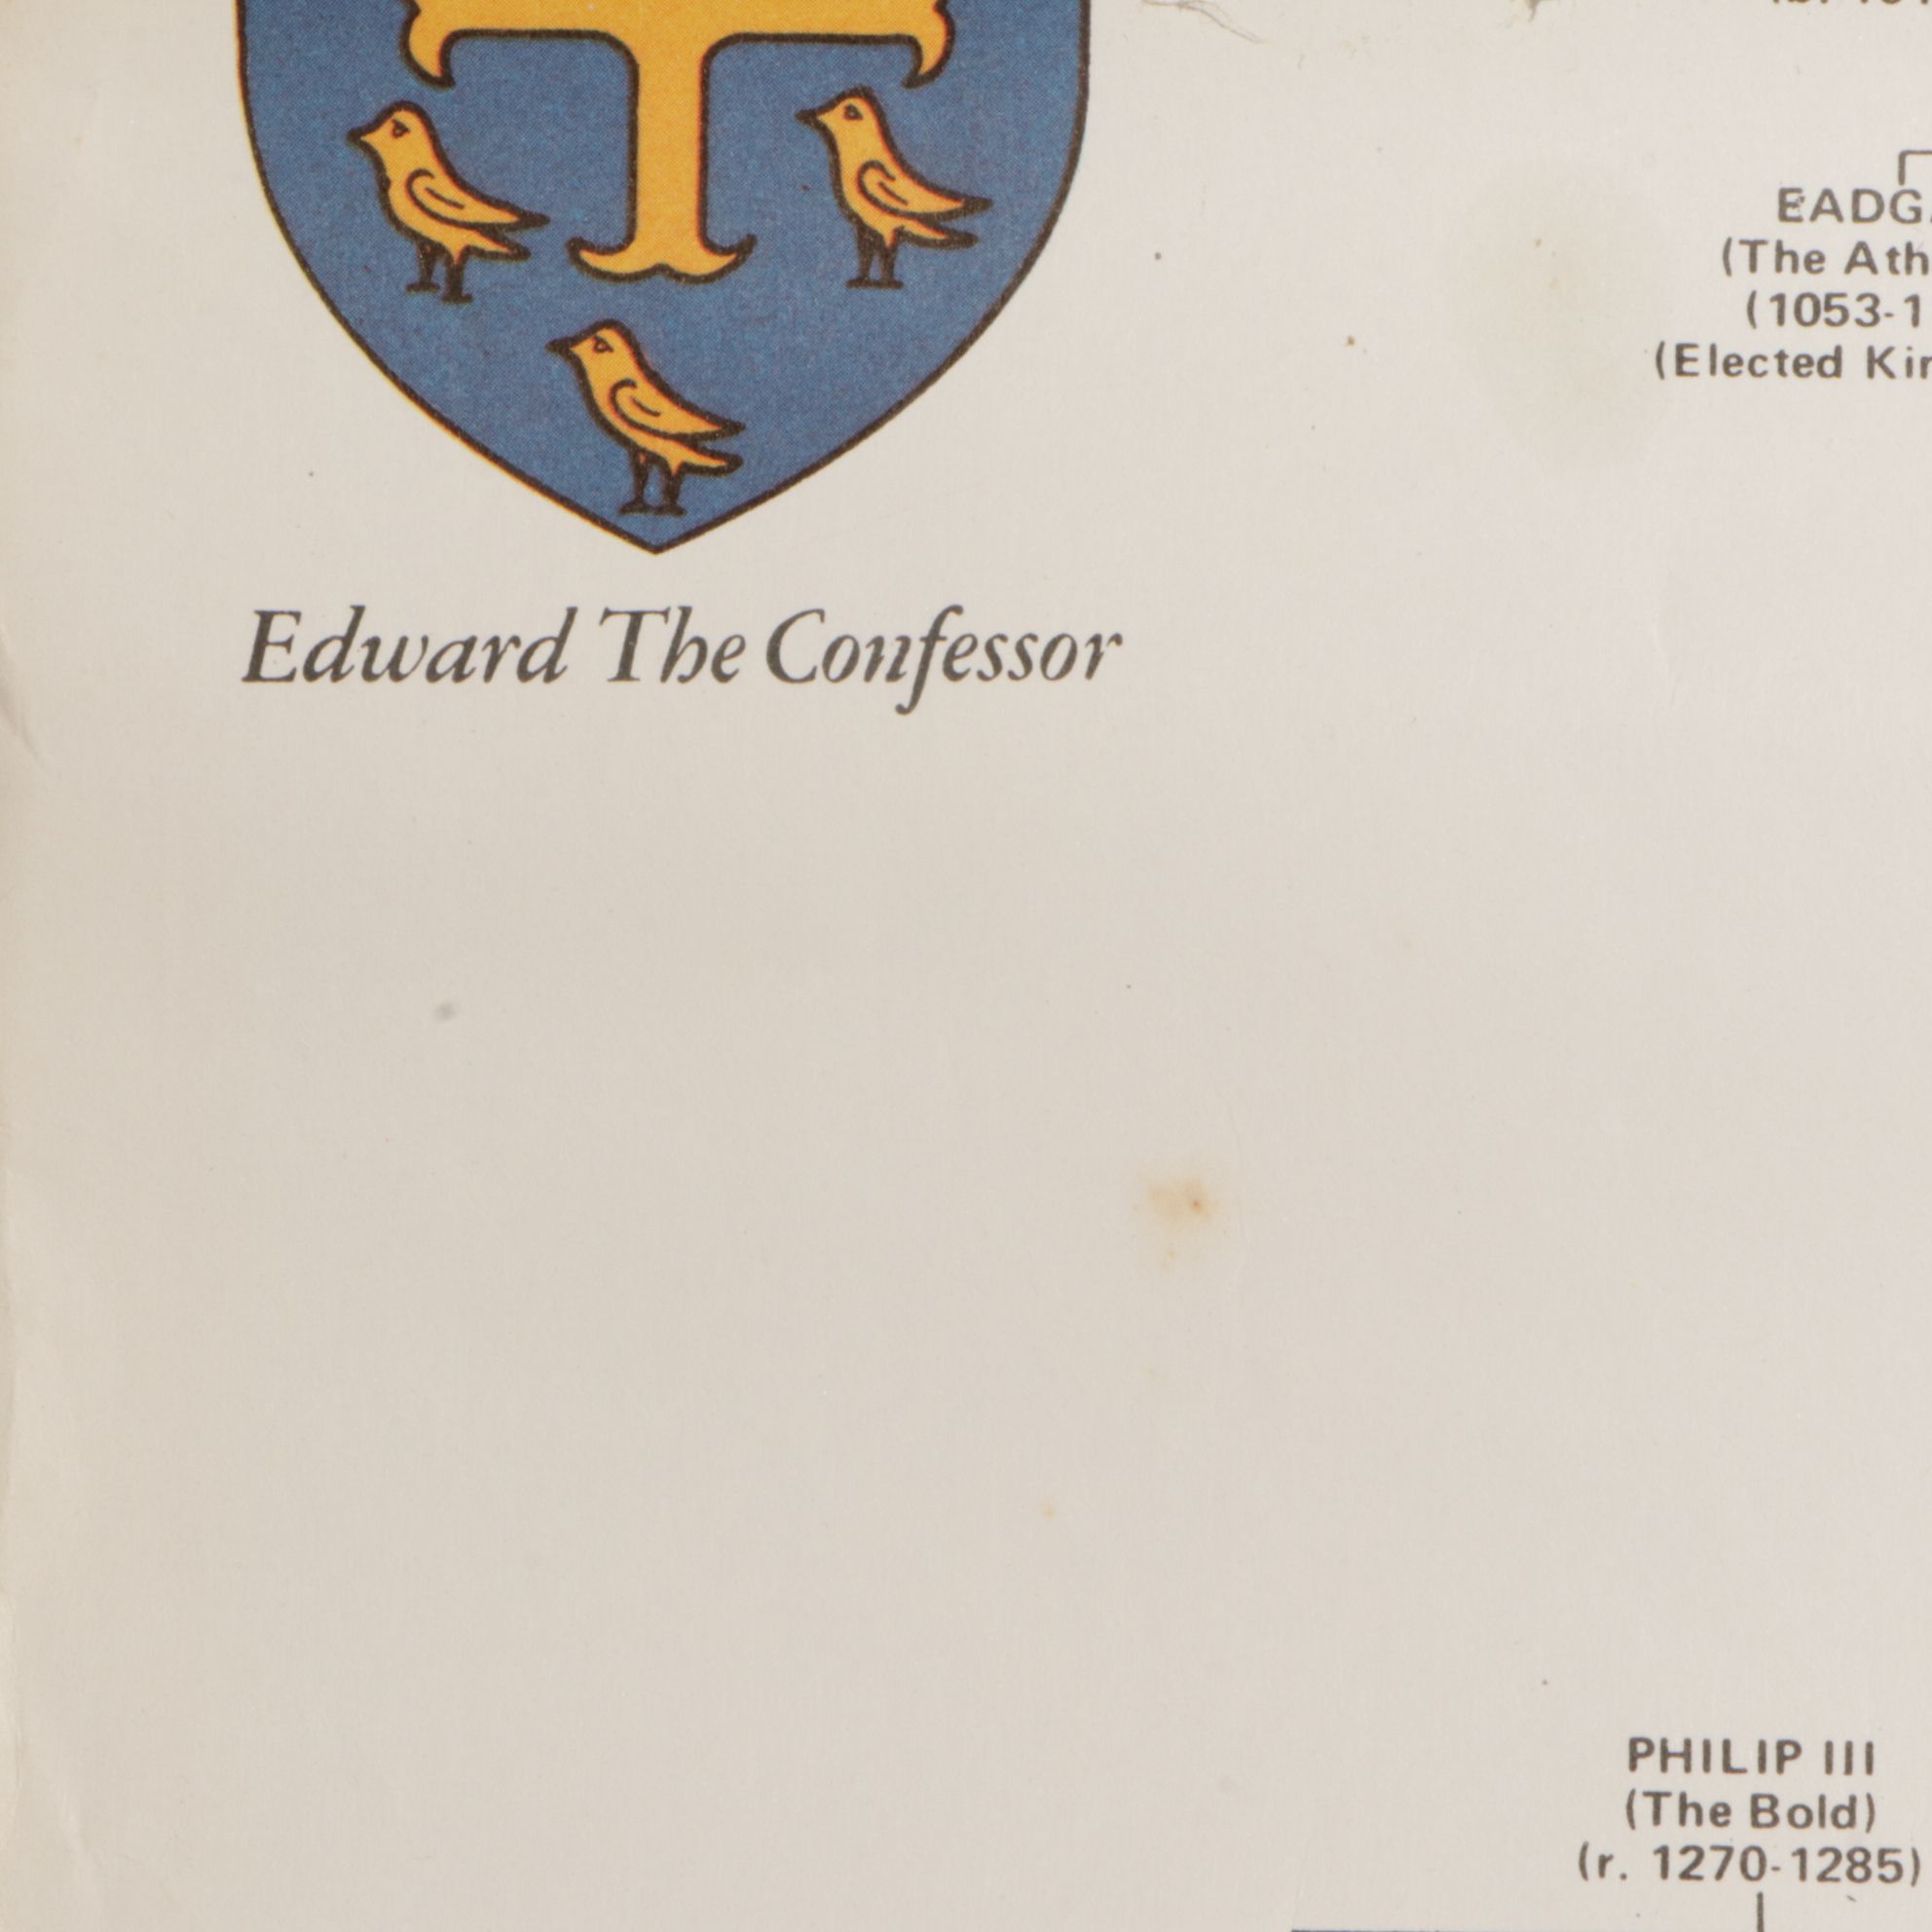 EADG
(The Ath
(1053-1
(Elected Kin
Edward The Confessor
PHILIP III
(The Bold)
(r. 1270-1285)